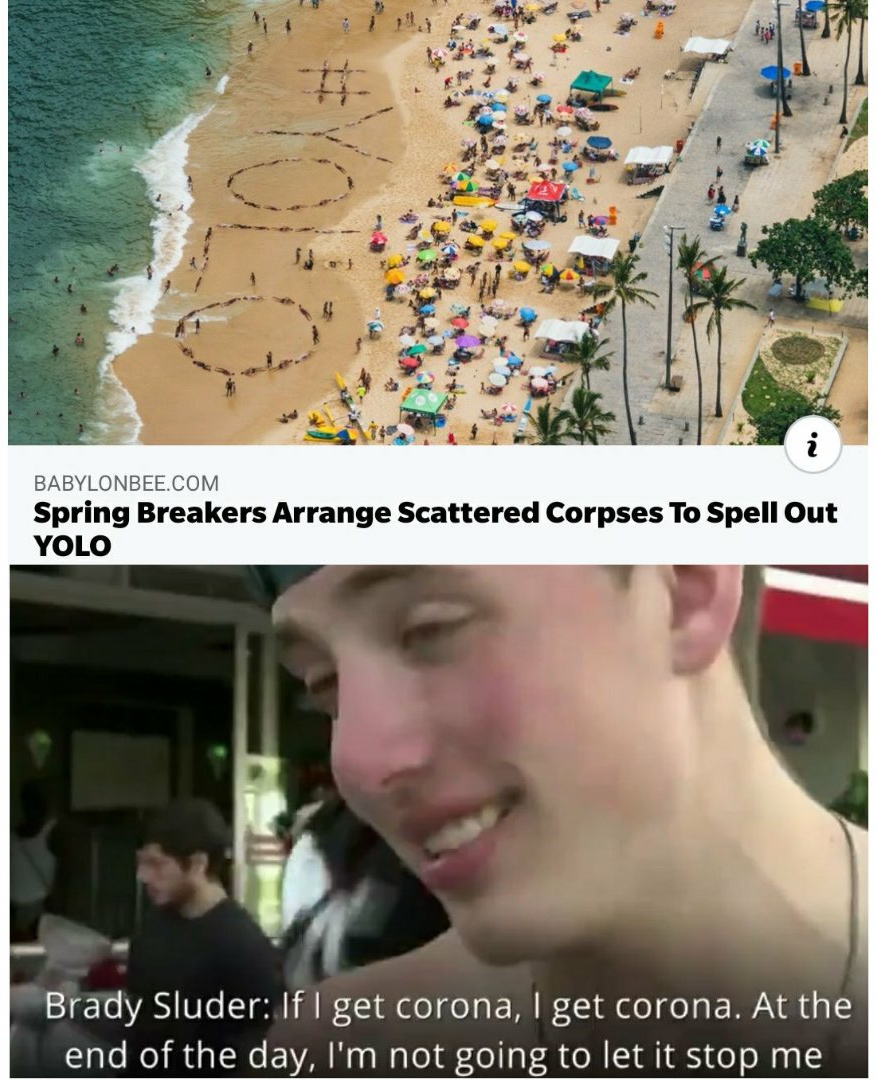 #YOLO
i
BABYLONBEE.COM
Spring Breakers Arrange Scattered Corpses To Spell Out
YOLO
Brady Sluder: If I get corona, I get corona. At the
end of the day, I'm not going to let it stop me